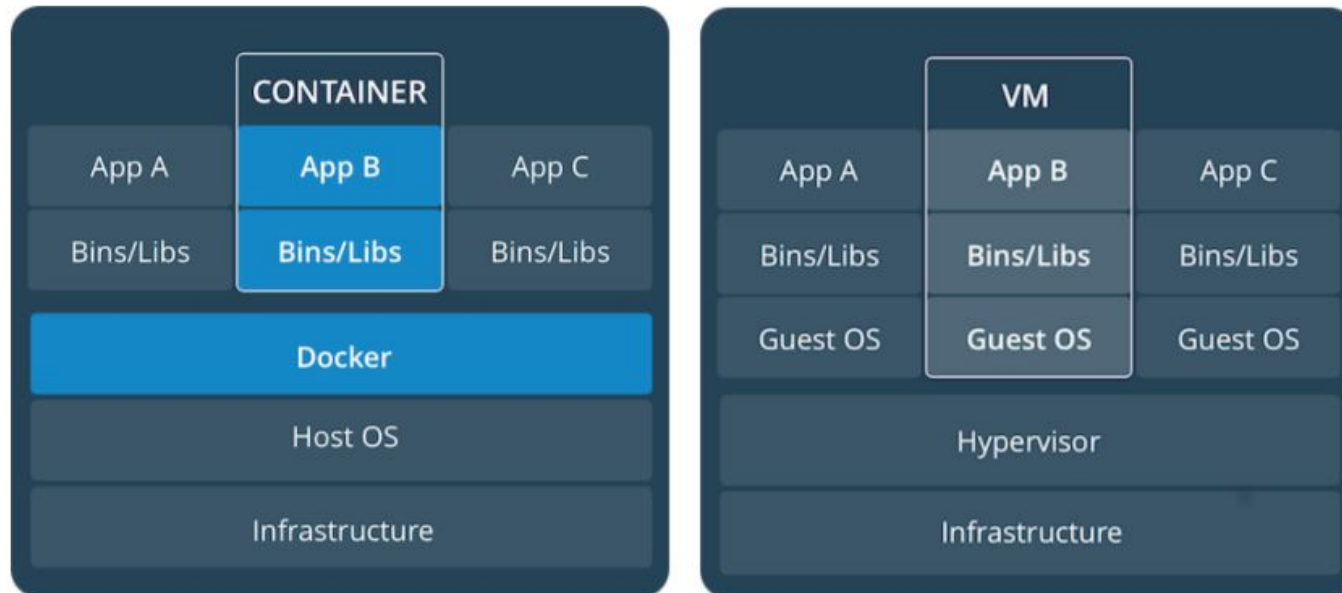 CONTAINER
App A App B App C
Bins/Libs Bins/Libs Bins/Libs
Docker
Host OS
Infrastructure
VM
App A App B App C
Bins/Libs Bins/Libs Bins/Libs
Guest OS Guest OS Guest OS
Hypervisor
Infrastructure